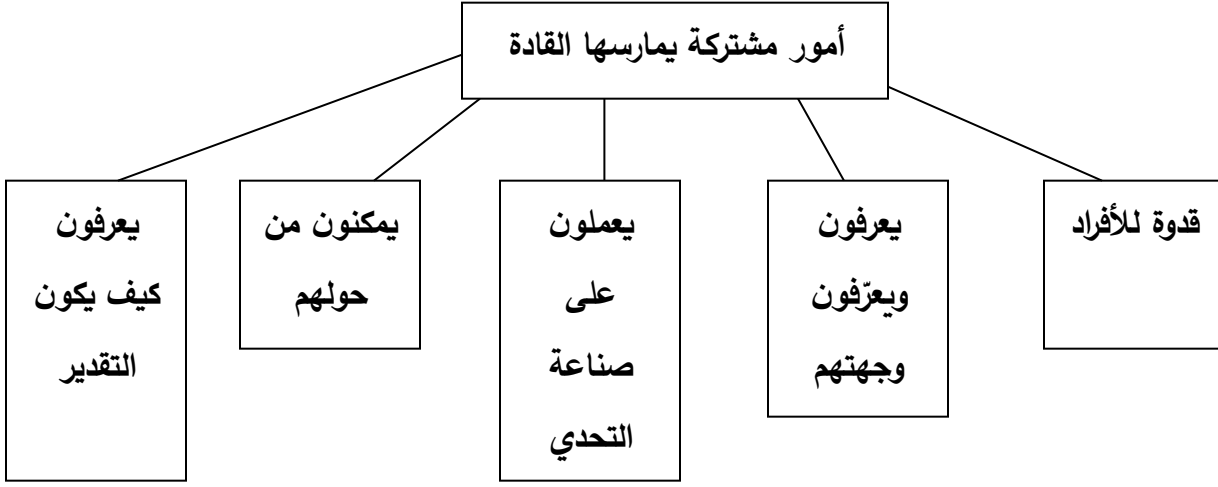 أمور مشتركة يمارسها القادة
قدوة للأفراد
يعرفون
ويعرّفون
وجهتهم
يعملون
على
صناعة
التحدي
يمكنون من
حولهم
يعرفون
كيف يكون
التقدير